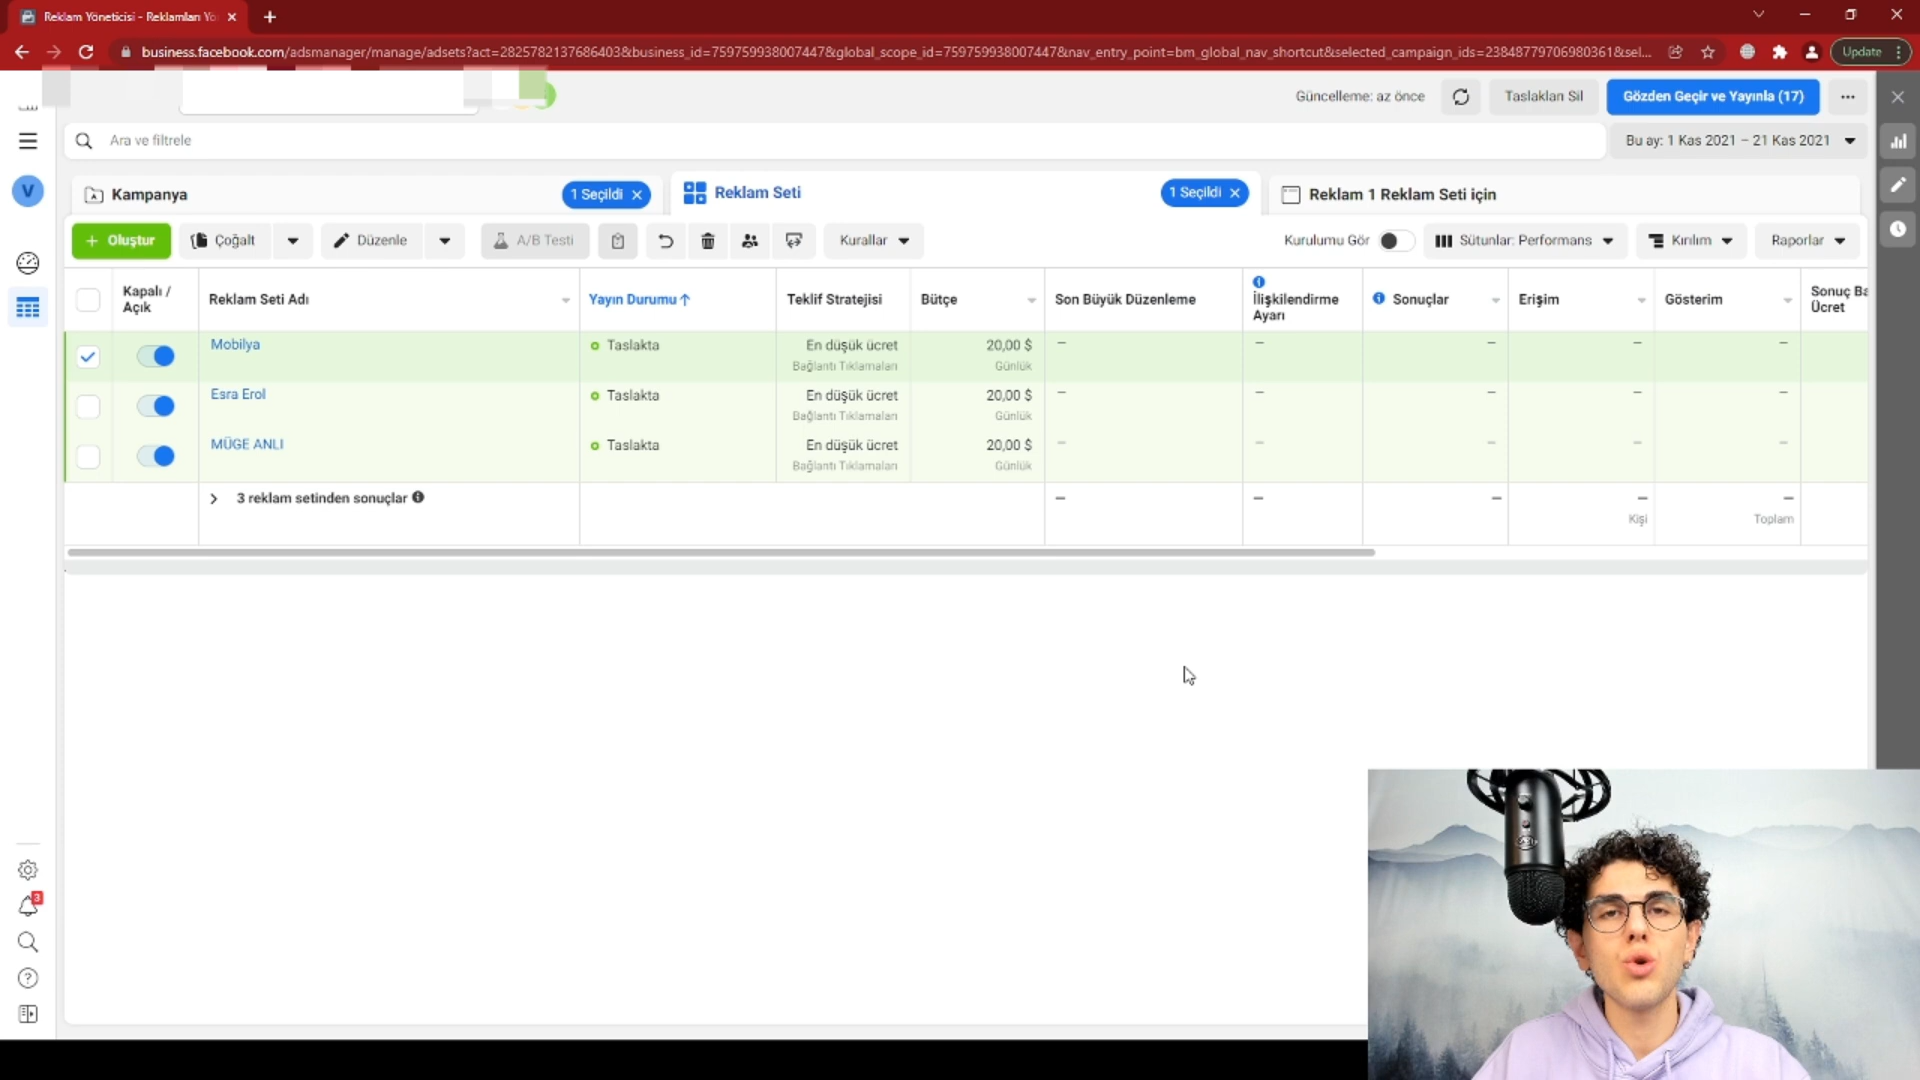 Reklam Yöneticisi - Reklamları Yö
Update
business.facebook.com/adsmanager/manage/adsets?act=2825782137686403&business_id=759759938007447&global_scope_id=759759938007447&nav_entry_point=bm_global_nav_shortcut&selected_campaign_ids=23848779706980361&sel...
Güncelleme: az önce
Taslakları Sil
Gözden Geçir ve Yayınla (17)
Ara ve filtrele
Bu ay: 1 Kas 2021 – 21 Kas 2021
V
Kampanya
1 Seçildi
Reklam Seti
1 Seçildi
Reklam 1 Reklam Seti için
+ Oluştur
Çoğalt
Düzenle
A/B Testi
Kurallar
Kurulumu Gör
Sütunlar: Performans
Kırılım
Raporlar
Kapalı / Açık
Reklam Seti Adı
Yayın Durumu ↑
Teklif Stratejisi
Bütçe
Son Büyük Düzenleme
İlişkilendirme Ayarı
Sonuçlar
Erişim
Gösterim
Sonuç Ba
Ücret
Mobilya
Taslakta
En düşük ücret
Bağlantı Tıklamaları
20,00 $
Günlük
–
–
–
–
–
Esra Erol
Taslakta
En düşük ücret
Bağlantı Tıklamaları
20,00 $
Günlük
–
–
–
–
–
MÜGE ANLI
Taslakta
En düşük ücret
Bağlantı Tıklamaları
20,00 $
Günlük
–
–
–
–
–
3 reklam setinden sonuçlar
–
–
–
–
Kişi
–
Toplam
3